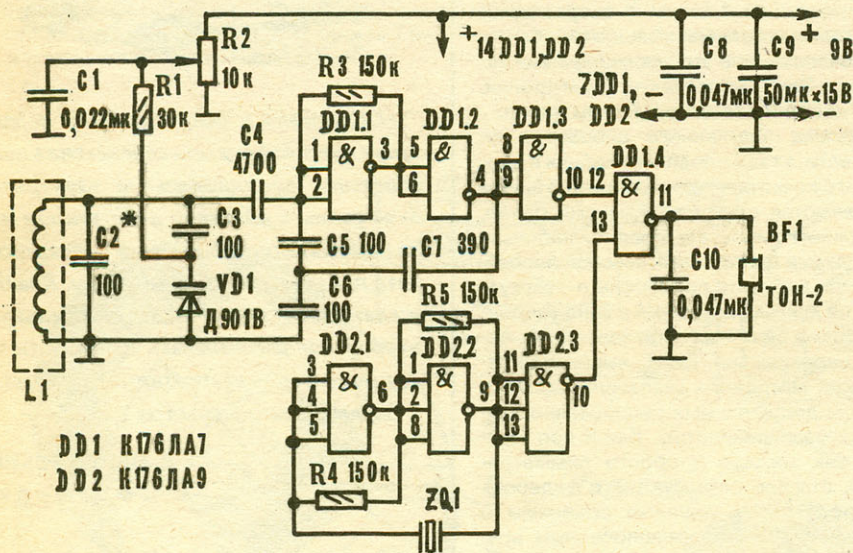 R2
10к
C1
0,022мк
R1
30к
C4
4700
R3 150к
+
14DD1,DD2
7DD1, -
DD2
C8
0,047мк
C9
50мк×15В
+
9В
-
DD1.1
1
2
&
3
DD1.2
5
6
&
4
DD1.3
8
9
&
10
DD1.4
12
13
&
11
BF1
ТОН-2
C10
0,047мк
L1
C2 *
100
C3
100
VD1
Д901В
C5 100
C6
100
C7 390
R5 150к
DD2.1
3
4
5
&
6
DD2.2
1
2
8
&
9
DD2.3
11
12
13
&
10
R4 150к
ZQ1
DD1 К176ЛА7
DD2 К176ЛА9